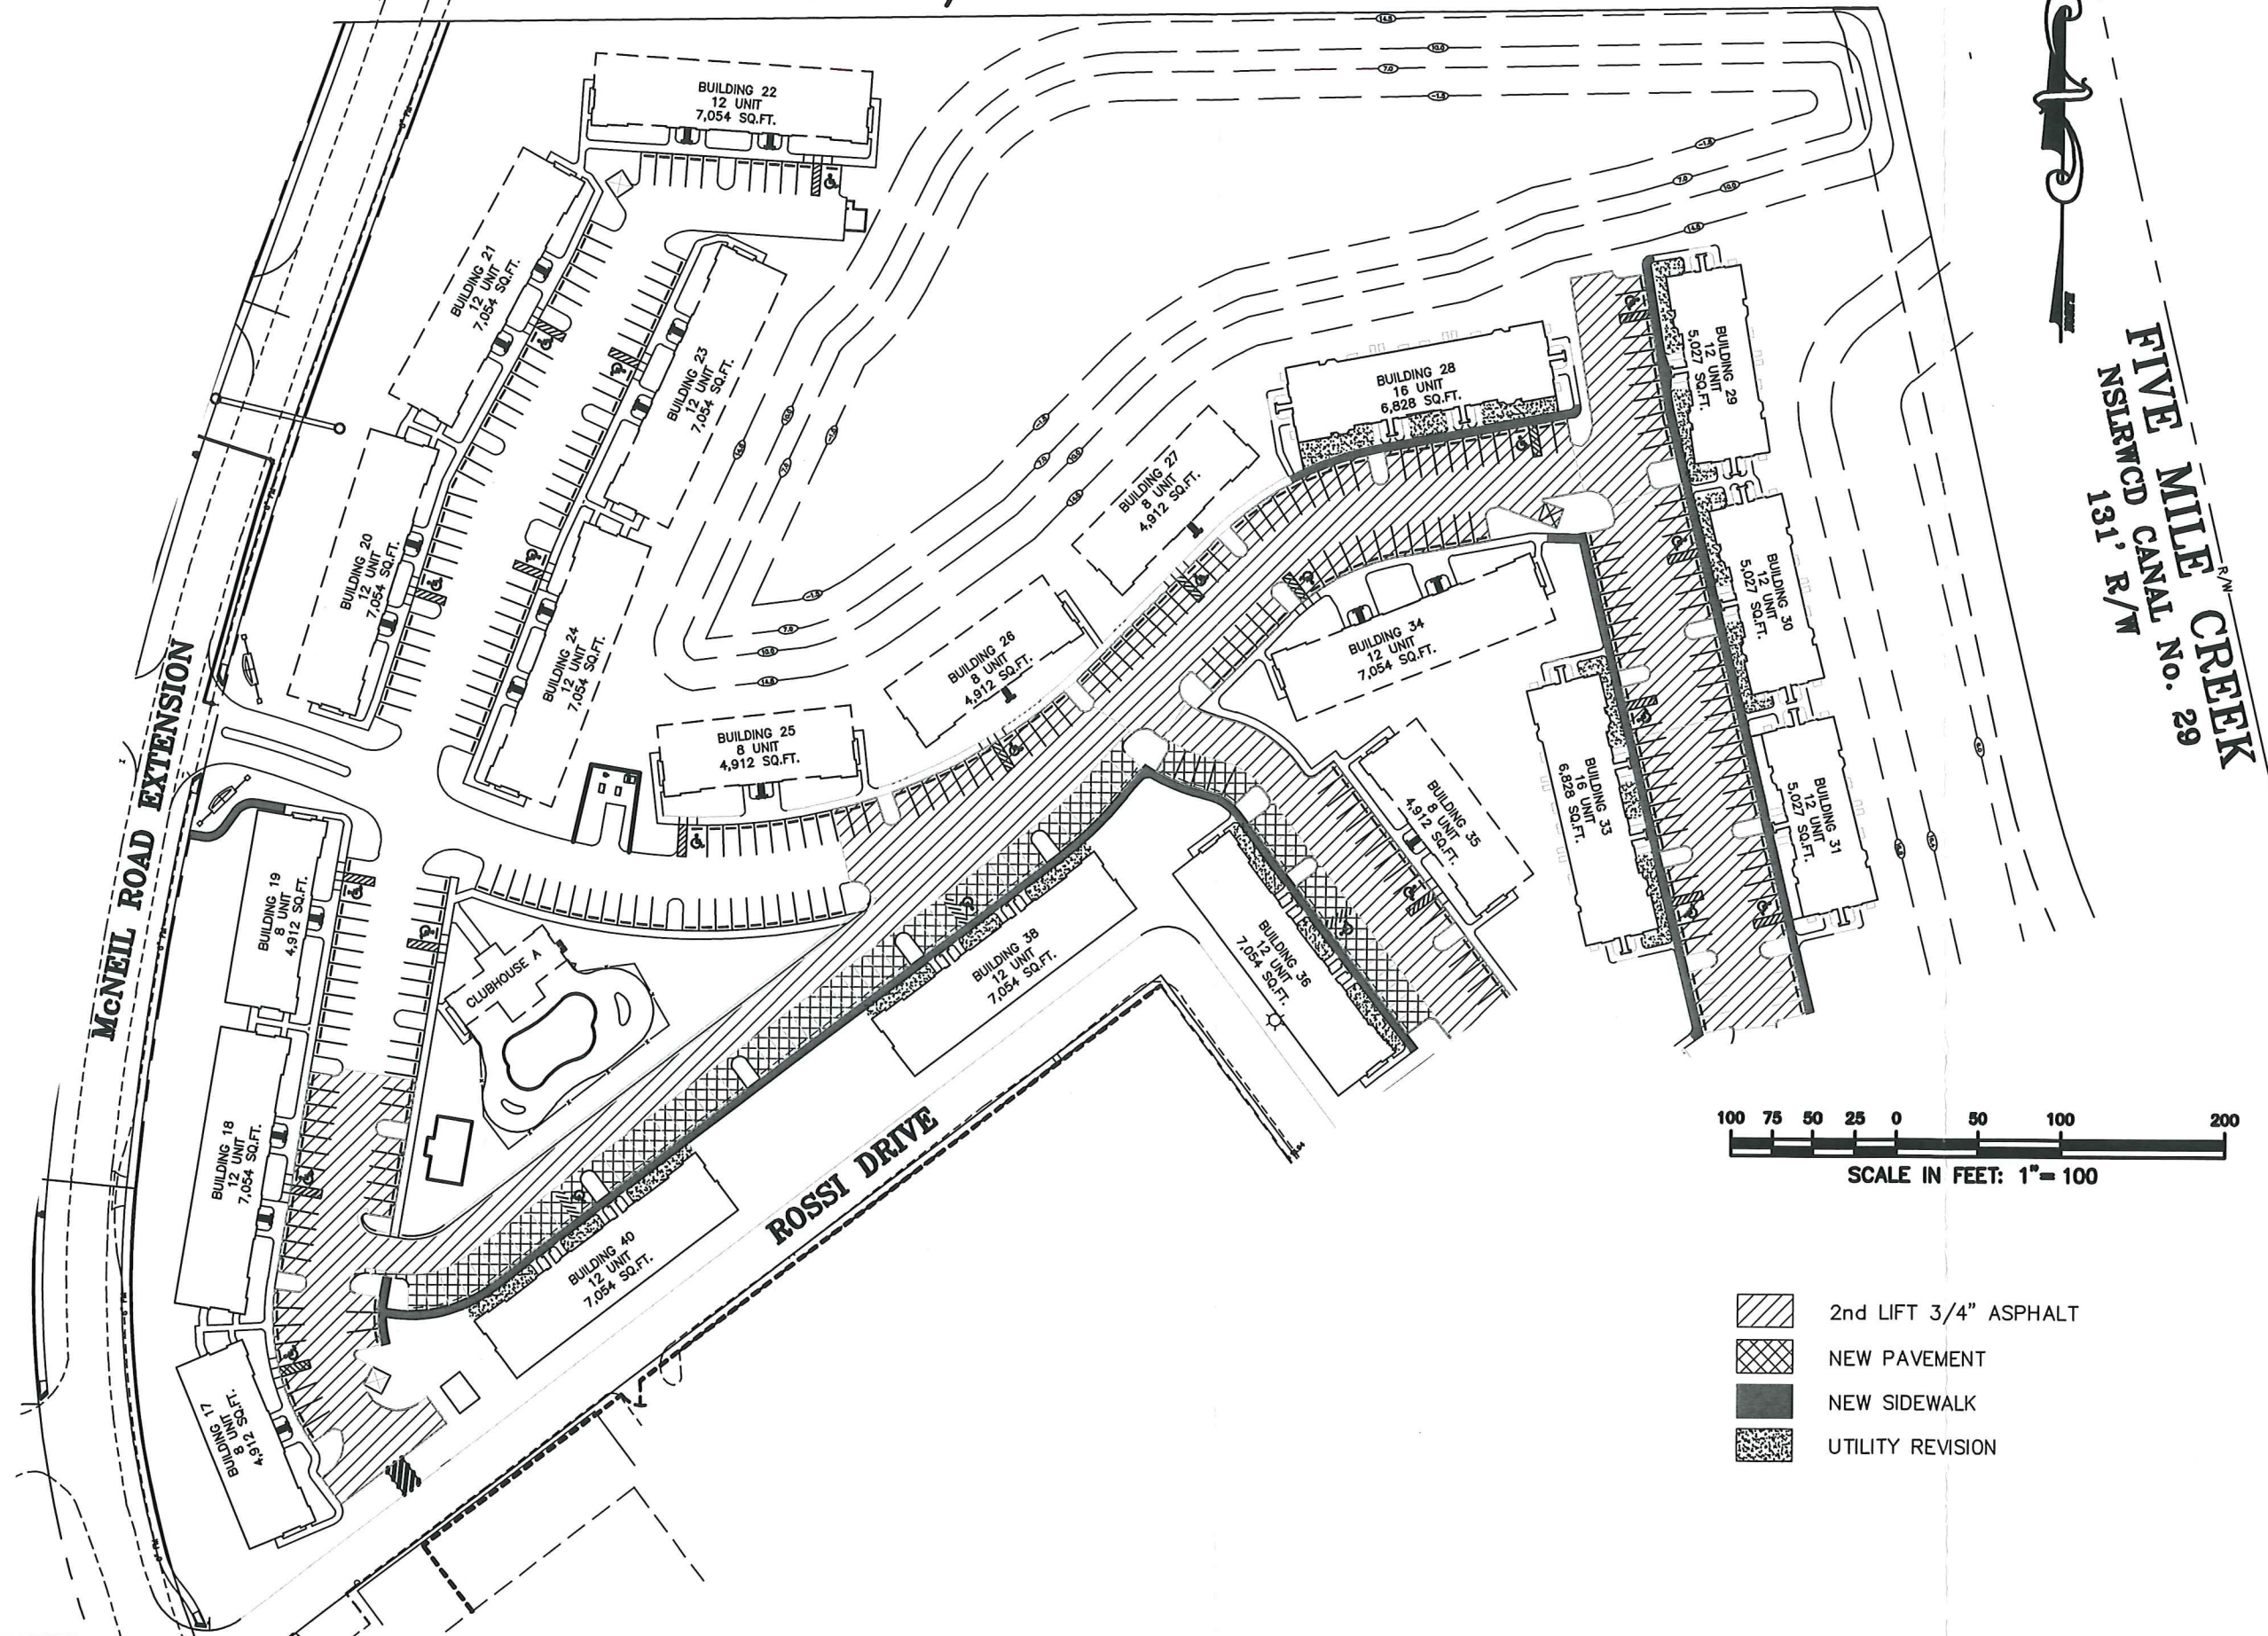 BUILDING 22
12 UNIT
7,054 SQ.FT.
BUILDING 21
12 UNIT
7,054 SQ.FT.
BUILDING 23
12 UNIT
7,054 SQ.FT.
BUILDING 20
12 UNIT
7,054 SQ.FT.
BUILDING 24
12 UNIT
7,054 SQ.FT.
BUILDING 25
8 UNIT
4,912 SQ.FT.
BUILDING 26
8 UNIT
4,912 SQ.FT.
BUILDING 27
8 UNIT
4,912 SQ.FT.
BUILDING 28
16 UNIT
6,828 SQ.FT.
BUILDING 29
12 UNIT
5,027 SQ.FT.
BUILDING 30
12 UNIT
5,027 SQ.FT.
BUILDING 31
12 UNIT
5,027 SQ.FT.
BUILDING 33
16 UNIT
6,828 SQ.FT.
BUILDING 34
12 UNIT
7,054 SQ.FT.
BUILDING 35
8 UNIT
4,912 SQ.FT.
BUILDING 36
12 UNIT
7,054 SQ.FT.
BUILDING 38
12 UNIT
7,054 SQ.FT.
BUILDING 40
12 UNIT
7,054 SQ.FT.
BUILDING 19
8 UNIT
4,912 SQ.FT.
BUILDING 18
12 UNIT
7,054 SQ.FT.
BUILDING 17
8 UNIT
4,912 SQ.FT.
CLUBHOUSE A
McNEIL ROAD EXTENSION
ROSSI DRIVE
R/W
FIVE MILE CREEK
NSLRWCD CANAL No. 29
131' R/W
100 75 50 25 0 50 100 200
SCALE IN FEET: 1"= 100
2nd LIFT 3/4" ASPHALT
NEW PAVEMENT
NEW SIDEWALK
UTILITY REVISION